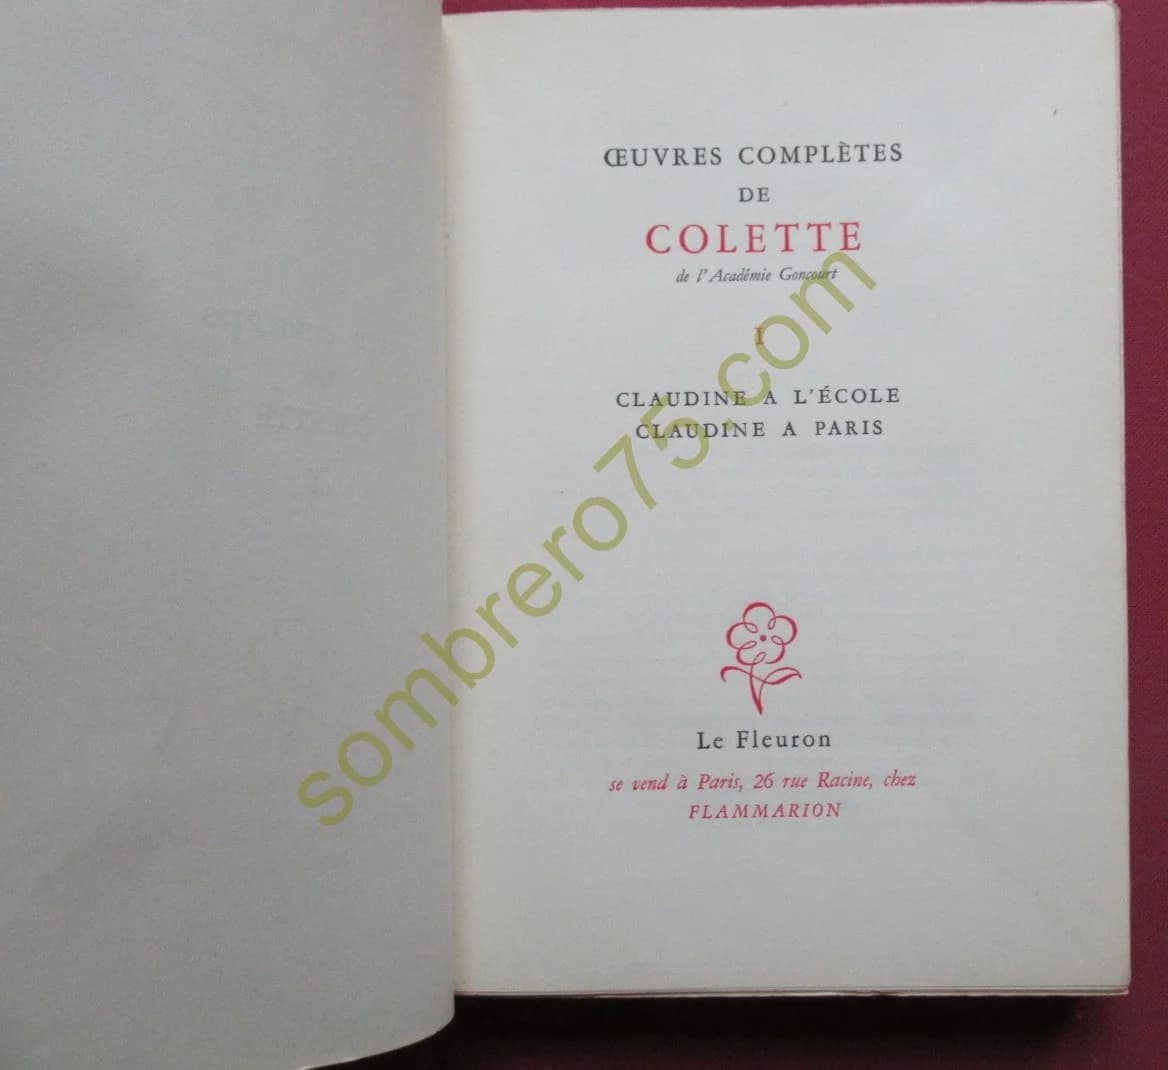 ŒUVRES COMPLÈTES
DE
COLETTE
de l'Académie Goncourt
I
CLAUDINE A L'ÉCOLE
CLAUDINE A PARIS
Le Fleuron
se vend à Paris, 26 rue Racine, chez
FLAMMARION
sombrero75.com